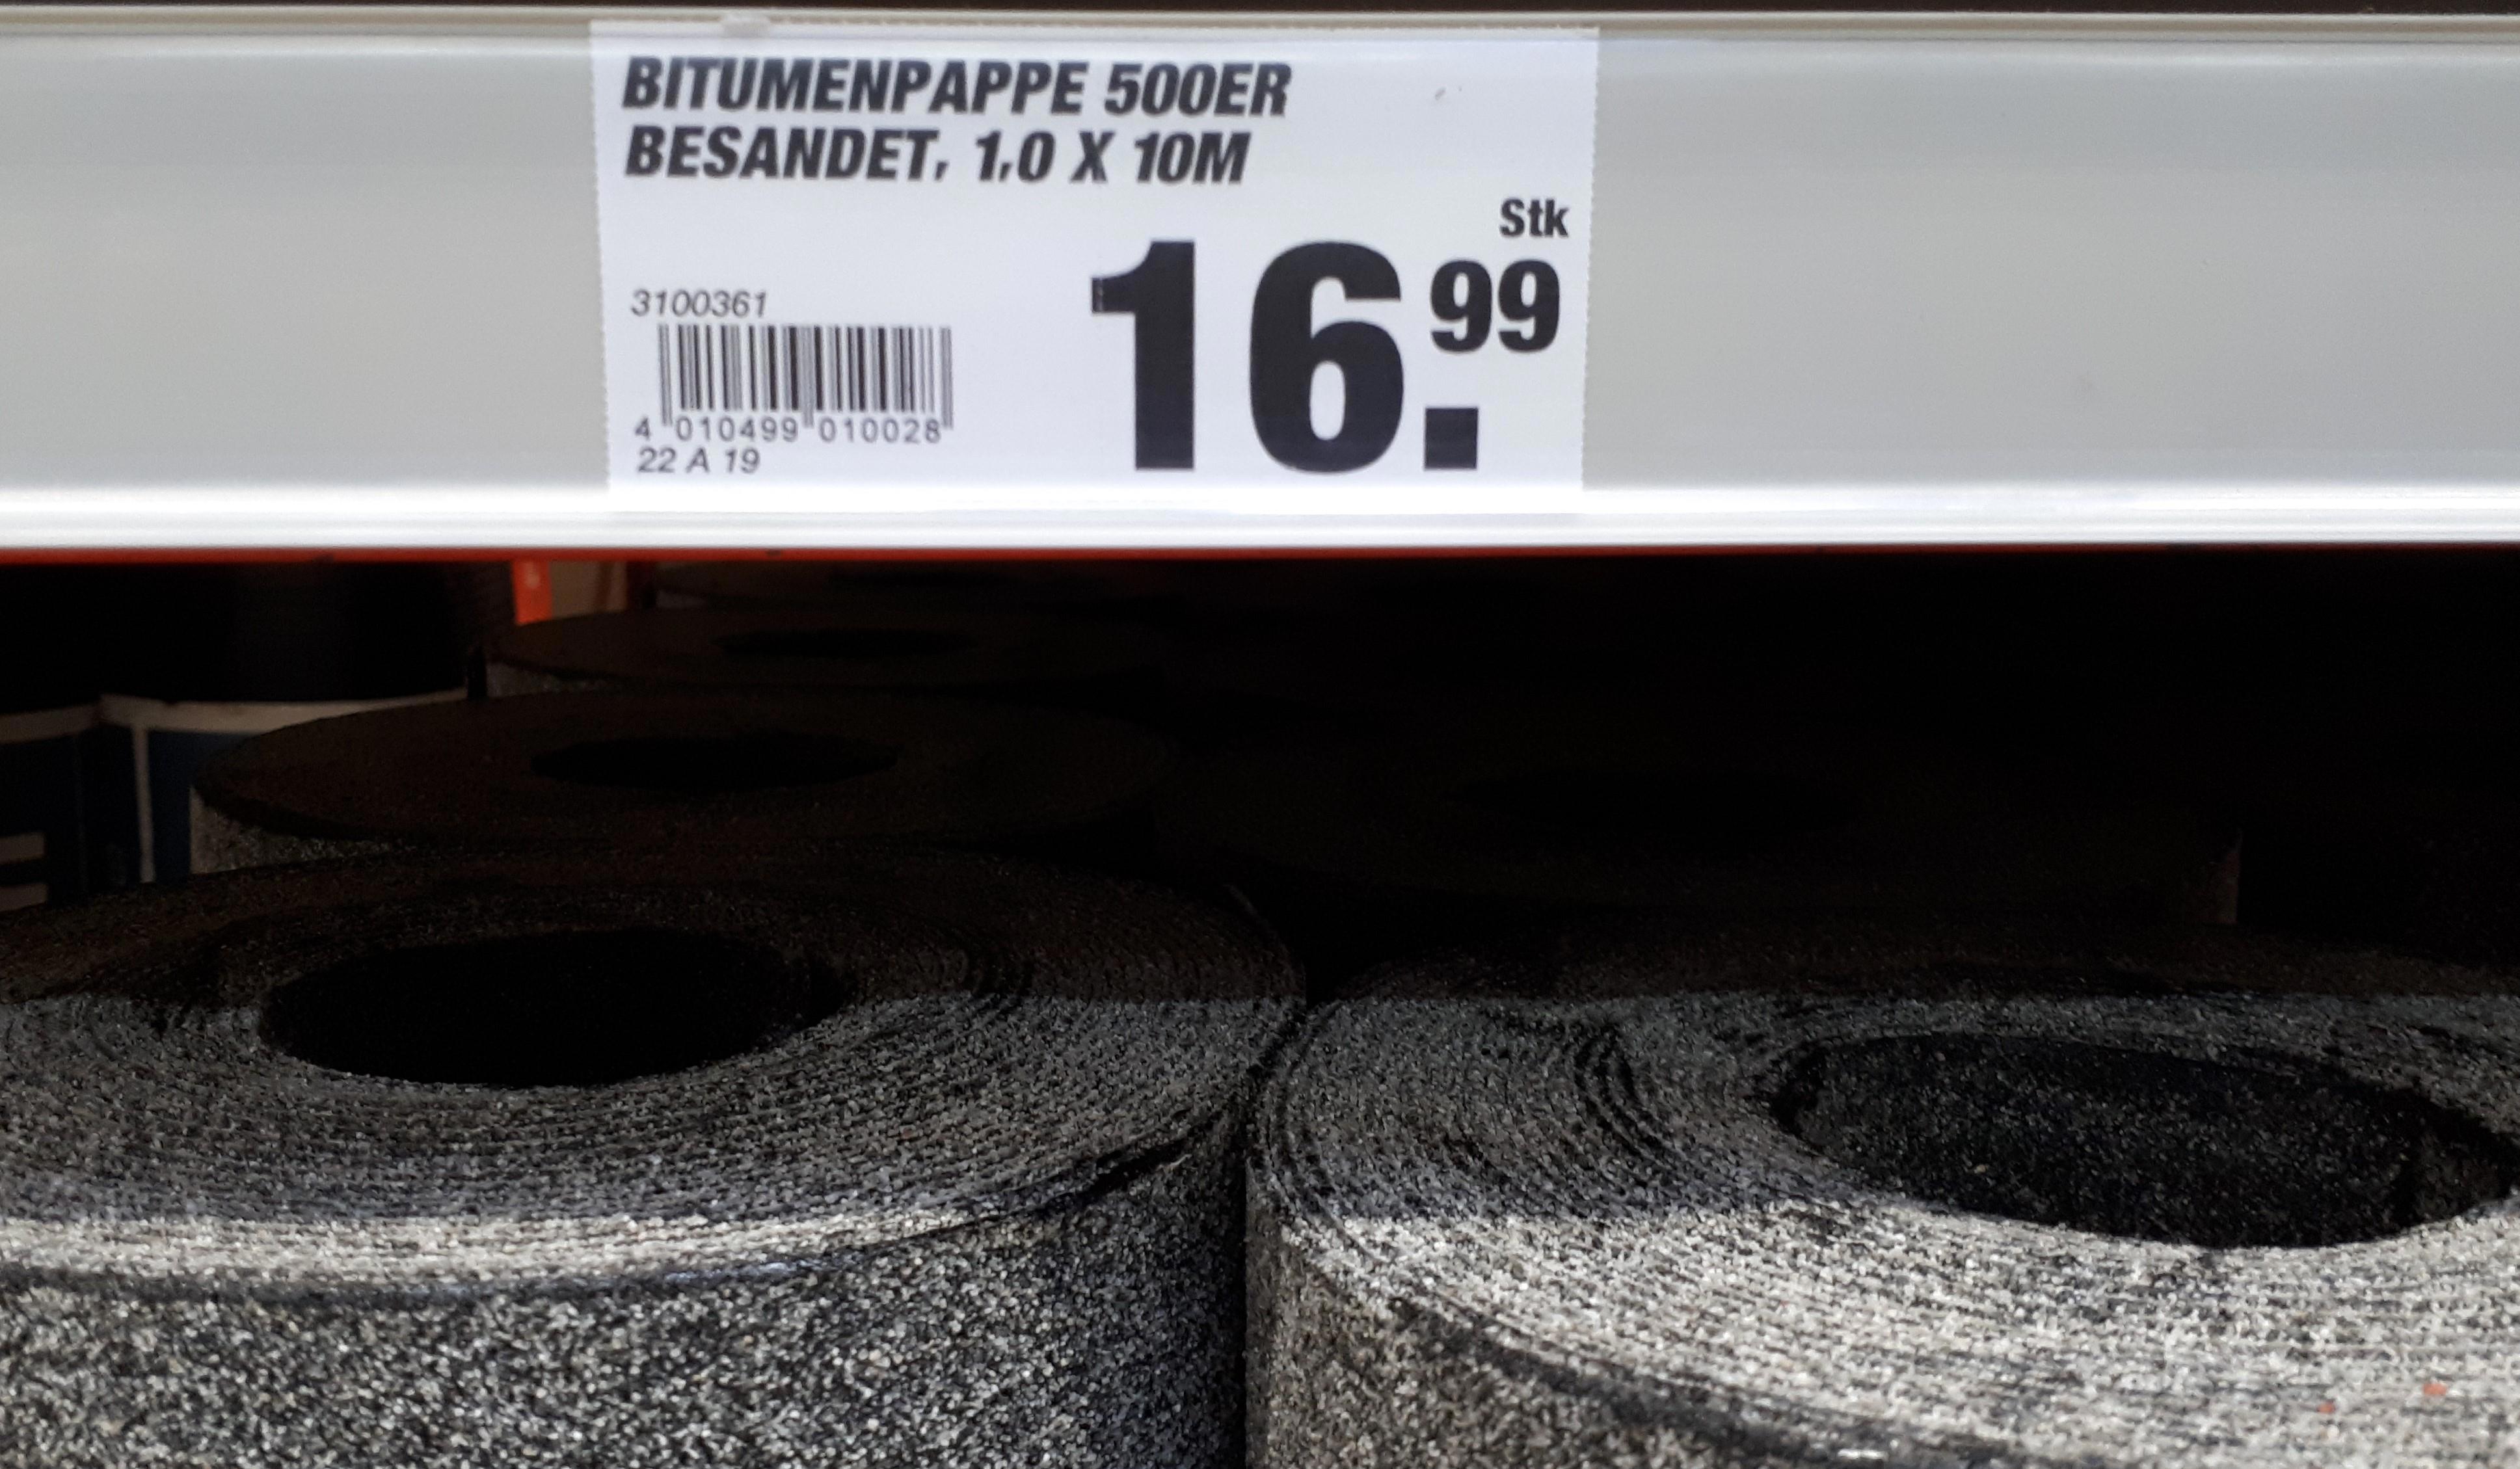 BITUMENPAPPE 500ER
BESANDET, 1,0 X 10M
Stk
16.99
3100361
4 010499 010028
22 A 19